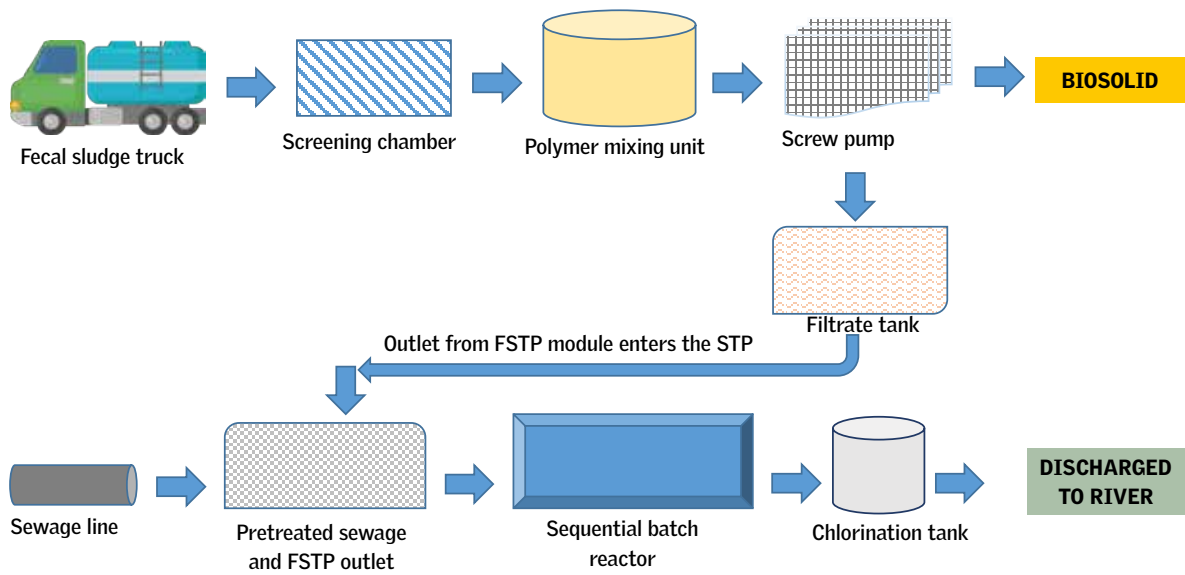 Fecal sludge truck
Screening chamber
Polymer mixing unit
Screw pump
BIOSOLID
Filtrate tank
Outlet from FSTP module enters the STP
Sewage line
Pretreated sewage
and FSTP outlet
Sequential batch
reactor
Chlorination tank
DISCHARGED
TO RIVER